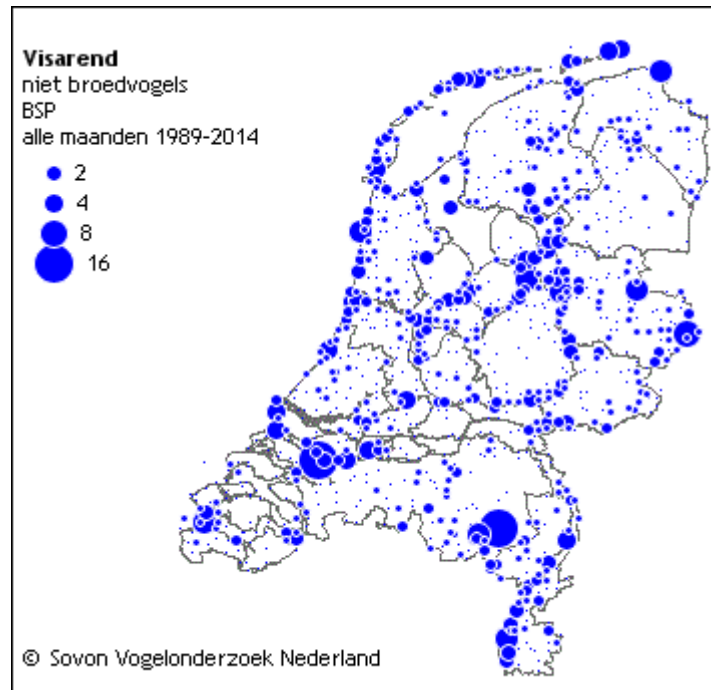 Visarend
niet broedvogels
BSP
alle maanden 1989-2014
2
4
8
16
© Sovon Vogelonderzoek Nederland